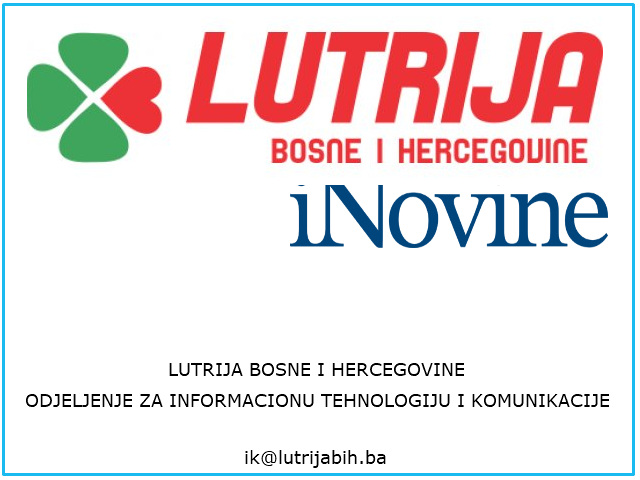 LUTRIJA
BOSNE I HERCEGOVINE
iNovine
LUTRIJA BOSNE I HERCEGOVINE
ODJELJENJE ZA INFORMACIONU TEHNOLOGIJU I KOMUNIKACIJE
ik@lutrijabih.ba